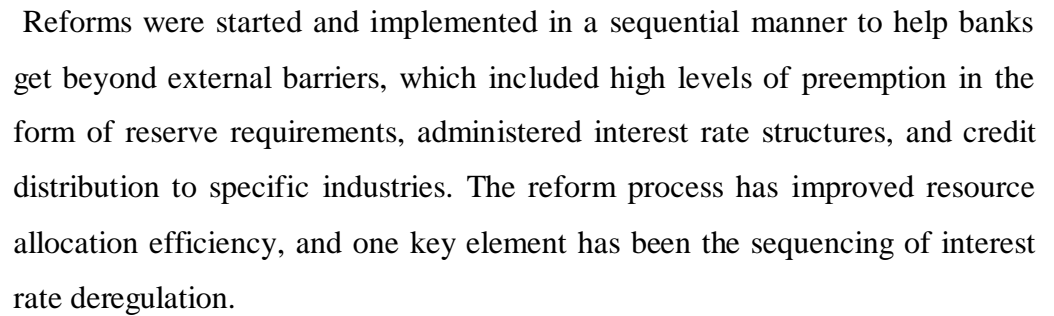 Reforms were started and implemented in a sequential manner to help banks
get beyond external barriers, which included high levels of preemption in the
form of reserve requirements, administered interest rate structures, and credit
distribution to specific industries. The reform process has improved resource
allocation efficiency, and one key element has been the sequencing of interest
rate deregulation.